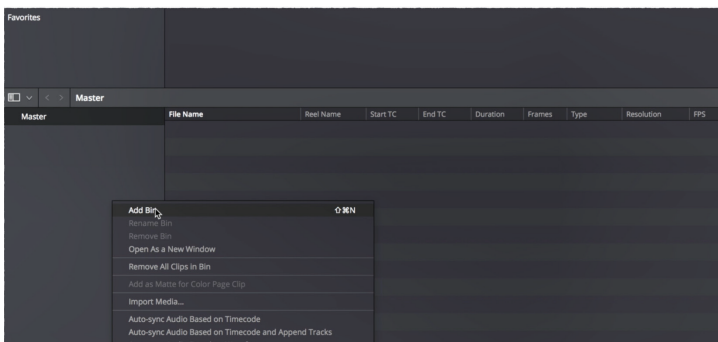 Favorites
Master
Master
File Name Reel Name Start TC End TC Duration Frames Type Resolution FPS
Add Bin ⇧⌘N
Rename Bin
Remove Bin
Open As a New Window
Remove All Clips in Bin
Add as Matte for Color Page Clip
Import Media...
Auto-sync Audio Based on Timecode
Auto-sync Audio Based on Timecode and Append Tracks